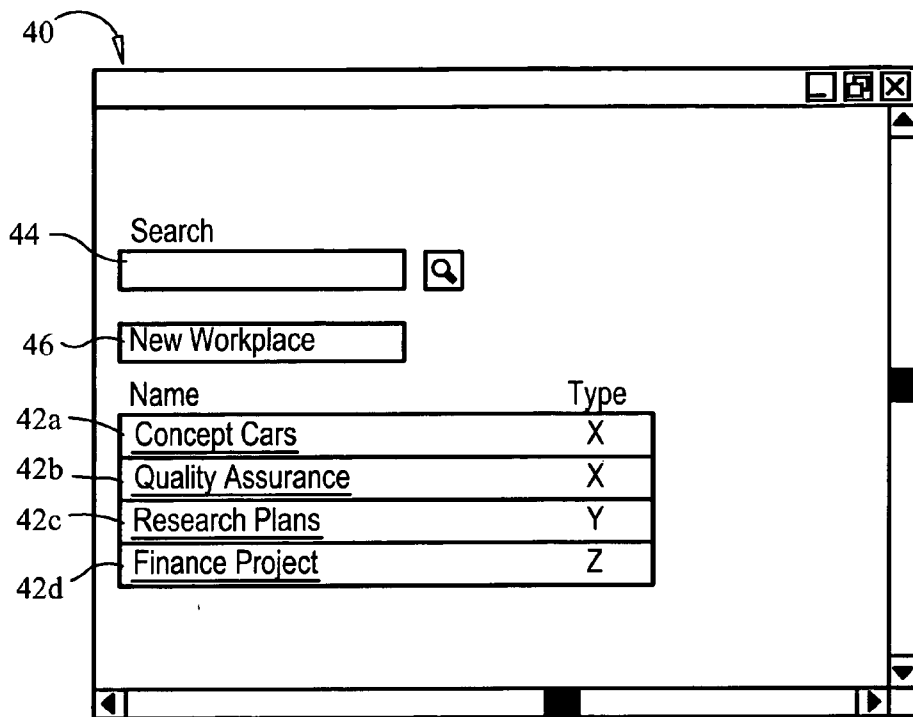 40
Search
44
46 New Workplace
Name Type
42a Concept Cars X
42b Quality Assurance X
42c Research Plans Y
42d Finance Project Z